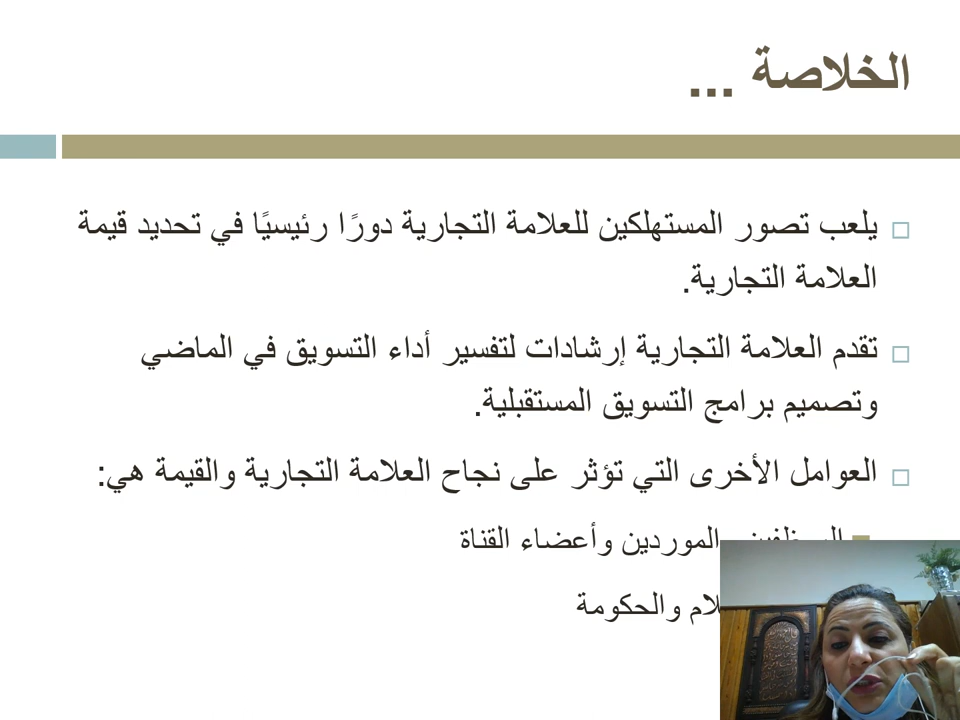 الخلاصة ...
يلعب تصور المستهلكين للعلامة التجارية دورًا رئيسيًا في تحديد قيمة
العلامة التجارية.
تقدم العلامة التجارية إرشادات لتفسير أداء التسويق في الماضي
وتصميم برامج التسويق المستقبلية.
العوامل الأخرى التي تؤثر على نجاح العلامة التجارية والقيمة هي:
الموردين وأعضاء القناة
والحكومة